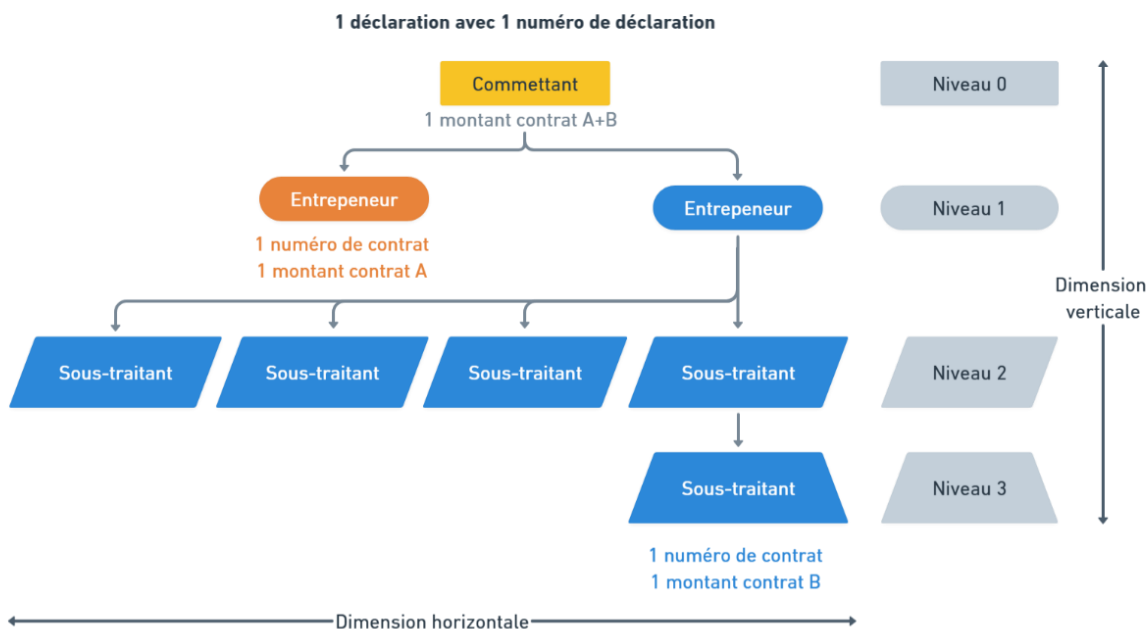 1 déclaration avec 1 numéro de déclaration
Commettant
Niveau 0
1 montant contrat A+B
Entrepeneur
Entrepeneur
Niveau 1
1 numéro de contrat
1 montant contrat A
Dimension
verticale
Sous-traitant
Sous-traitant
Sous-traitant
Sous-traitant
Niveau 2
Sous-traitant
Niveau 3
1 numéro de contrat
1 montant contrat B
Dimension horizontale